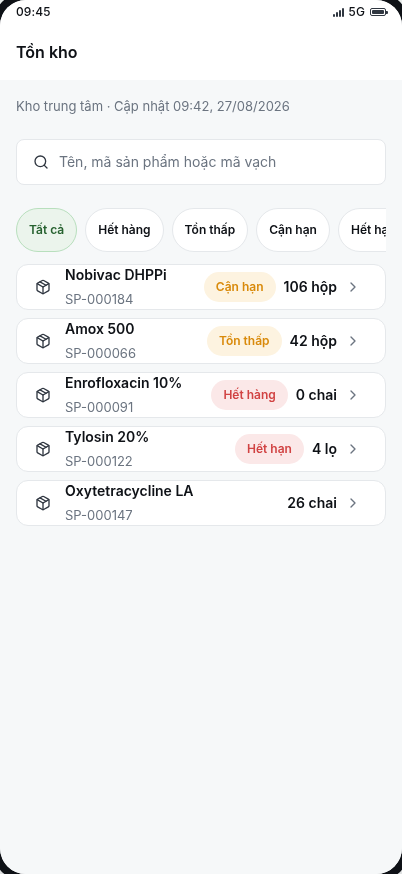 09:45
5G
Tồn kho
Kho trung tâm · Cập nhật 09:42, 27/08/2026
Tên, mã sản phẩm hoặc mã vạch
Tất cả Hết hàng Tồn thấp Cận hạn Hết
Nobivac DHPPi
SP-000184
Cận hạn 106 hộp
Amox 500
SP-000066
Tồn thấp 42 hộp
Enrofloxacin 10%
SP-000091
Hết hàng 0 chai
Tylosin 20%
SP-000122
Hết hạn 4 lọ
Oxytetracycline LA
SP-000147
26 chai